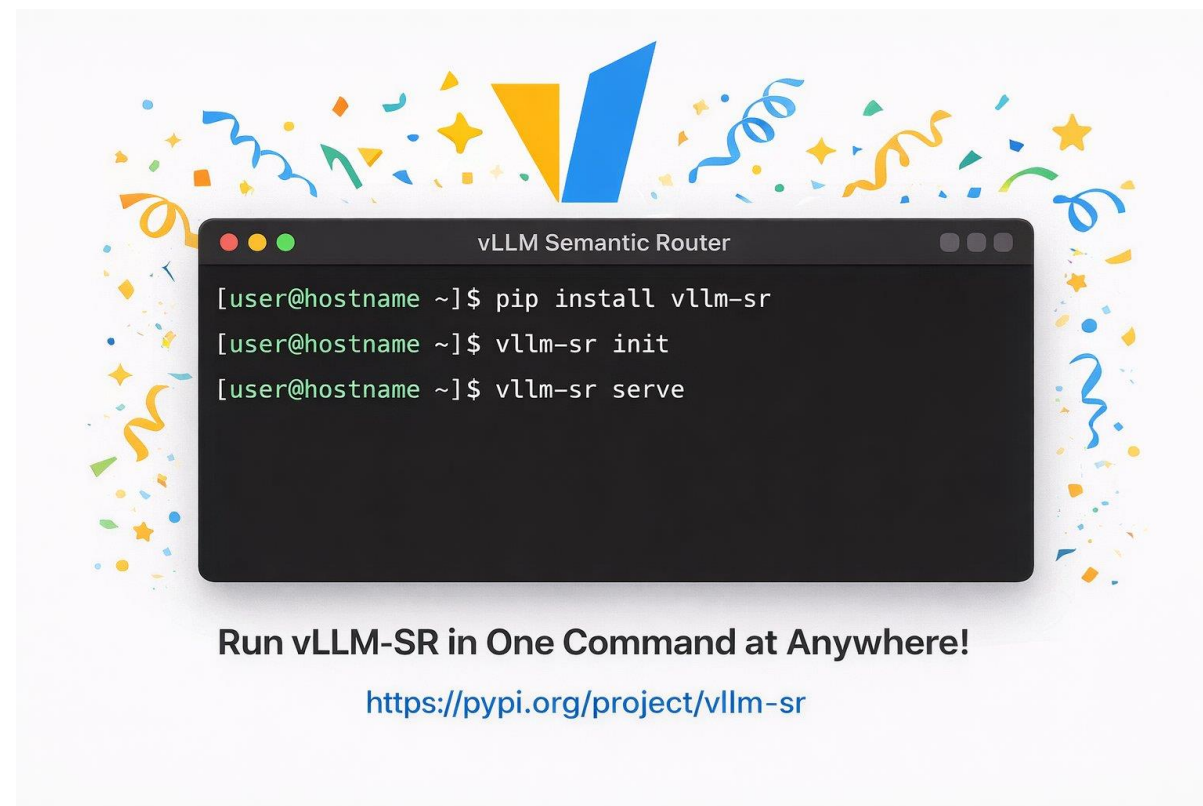 vLLM Semantic Router
[user@hostname ~]$ pip install vllm-sr
[user@hostname ~]$ vllm-sr init
[user@hostname ~]$ vllm-sr serve
Run vLLM-SR in One Command at Anywhere!
https://pypi.org/project/vllm-sr